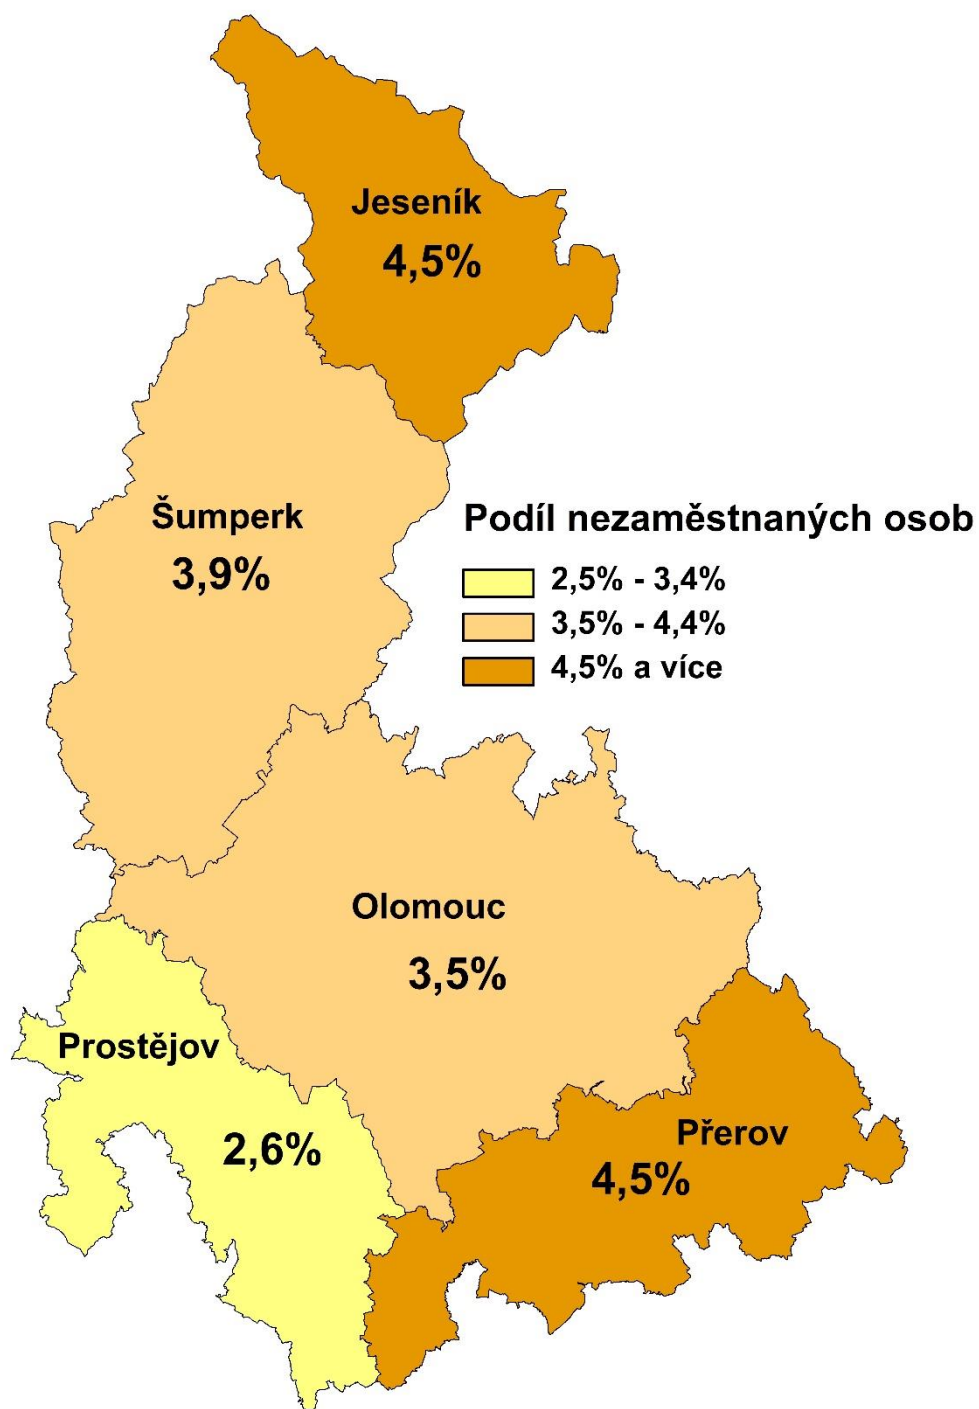 Jeseník
4,5%
Šumperk
3,9%
Podíl nezaměstnaných osob
2,5% - 3,4%
3,5% - 4,4%
4,5% a více
Olomouc
3,5%
Prostějov
2,6%
Přerov
4,5%